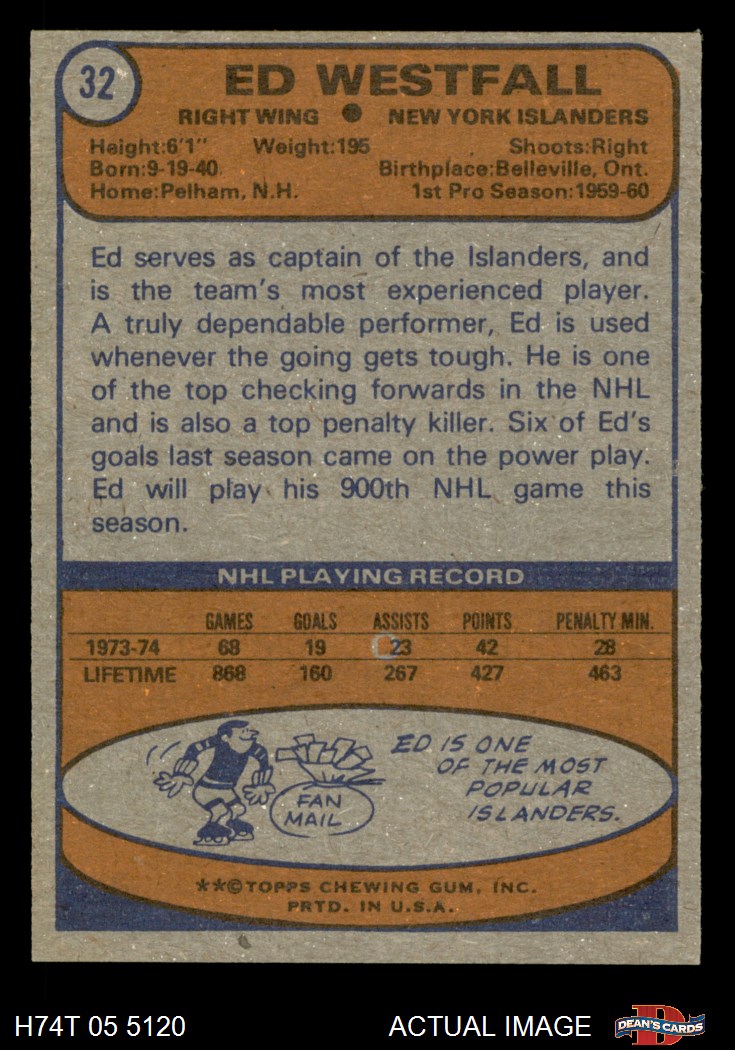 32
ED WESTFALL
RIGHT WING ● NEW YORK ISLANDERS
Height:6'1" Weight:195 Shoots:Right
Born:9-19-40 Birthplace:Belleville, Ont.
Home:Pelham, N.H. 1st Pro Season:1959-60
Ed serves as captain of the Islanders, and
is the team's most experienced player.
A truly dependable performer, Ed is used
whenever the going gets tough. He is one
of the top checking forwards in the NHL
and is also a top penalty killer. Six of Ed's
goals last season came on the power play.
Ed will play his 900th NHL game this
season.
NHL PLAYING RECORD
GAMES GOALS ASSISTS POINTS PENALTY MIN.
1973-74 68 19 23 42 28
LIFETIME 868 160 267 427 463
FAN
MAIL
ED IS ONE
OF THE MOST
POPULAR
ISLANDERS.
**©TOPPS CHEWING GUM, INC.
PRTD. IN U.S.A.
H74T 05 5120 ACTUAL IMAGE D DEAN'S CARDS